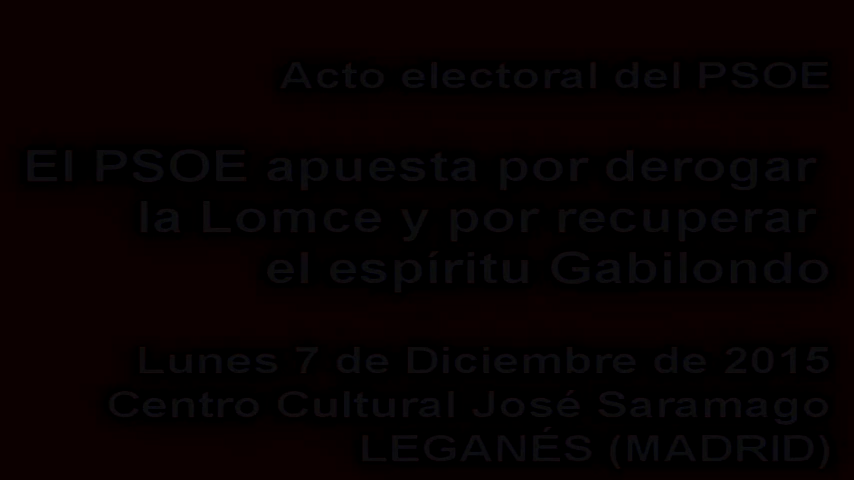 Acto electoral del PSOE
El PSOE apuesta por derogar
la Lomce y por recuperar
el espíritu Gabilondo
Lunes 7 de Diciembre de 2015
Centro Cultural José Saramago
LEGANÉS (MADRID)